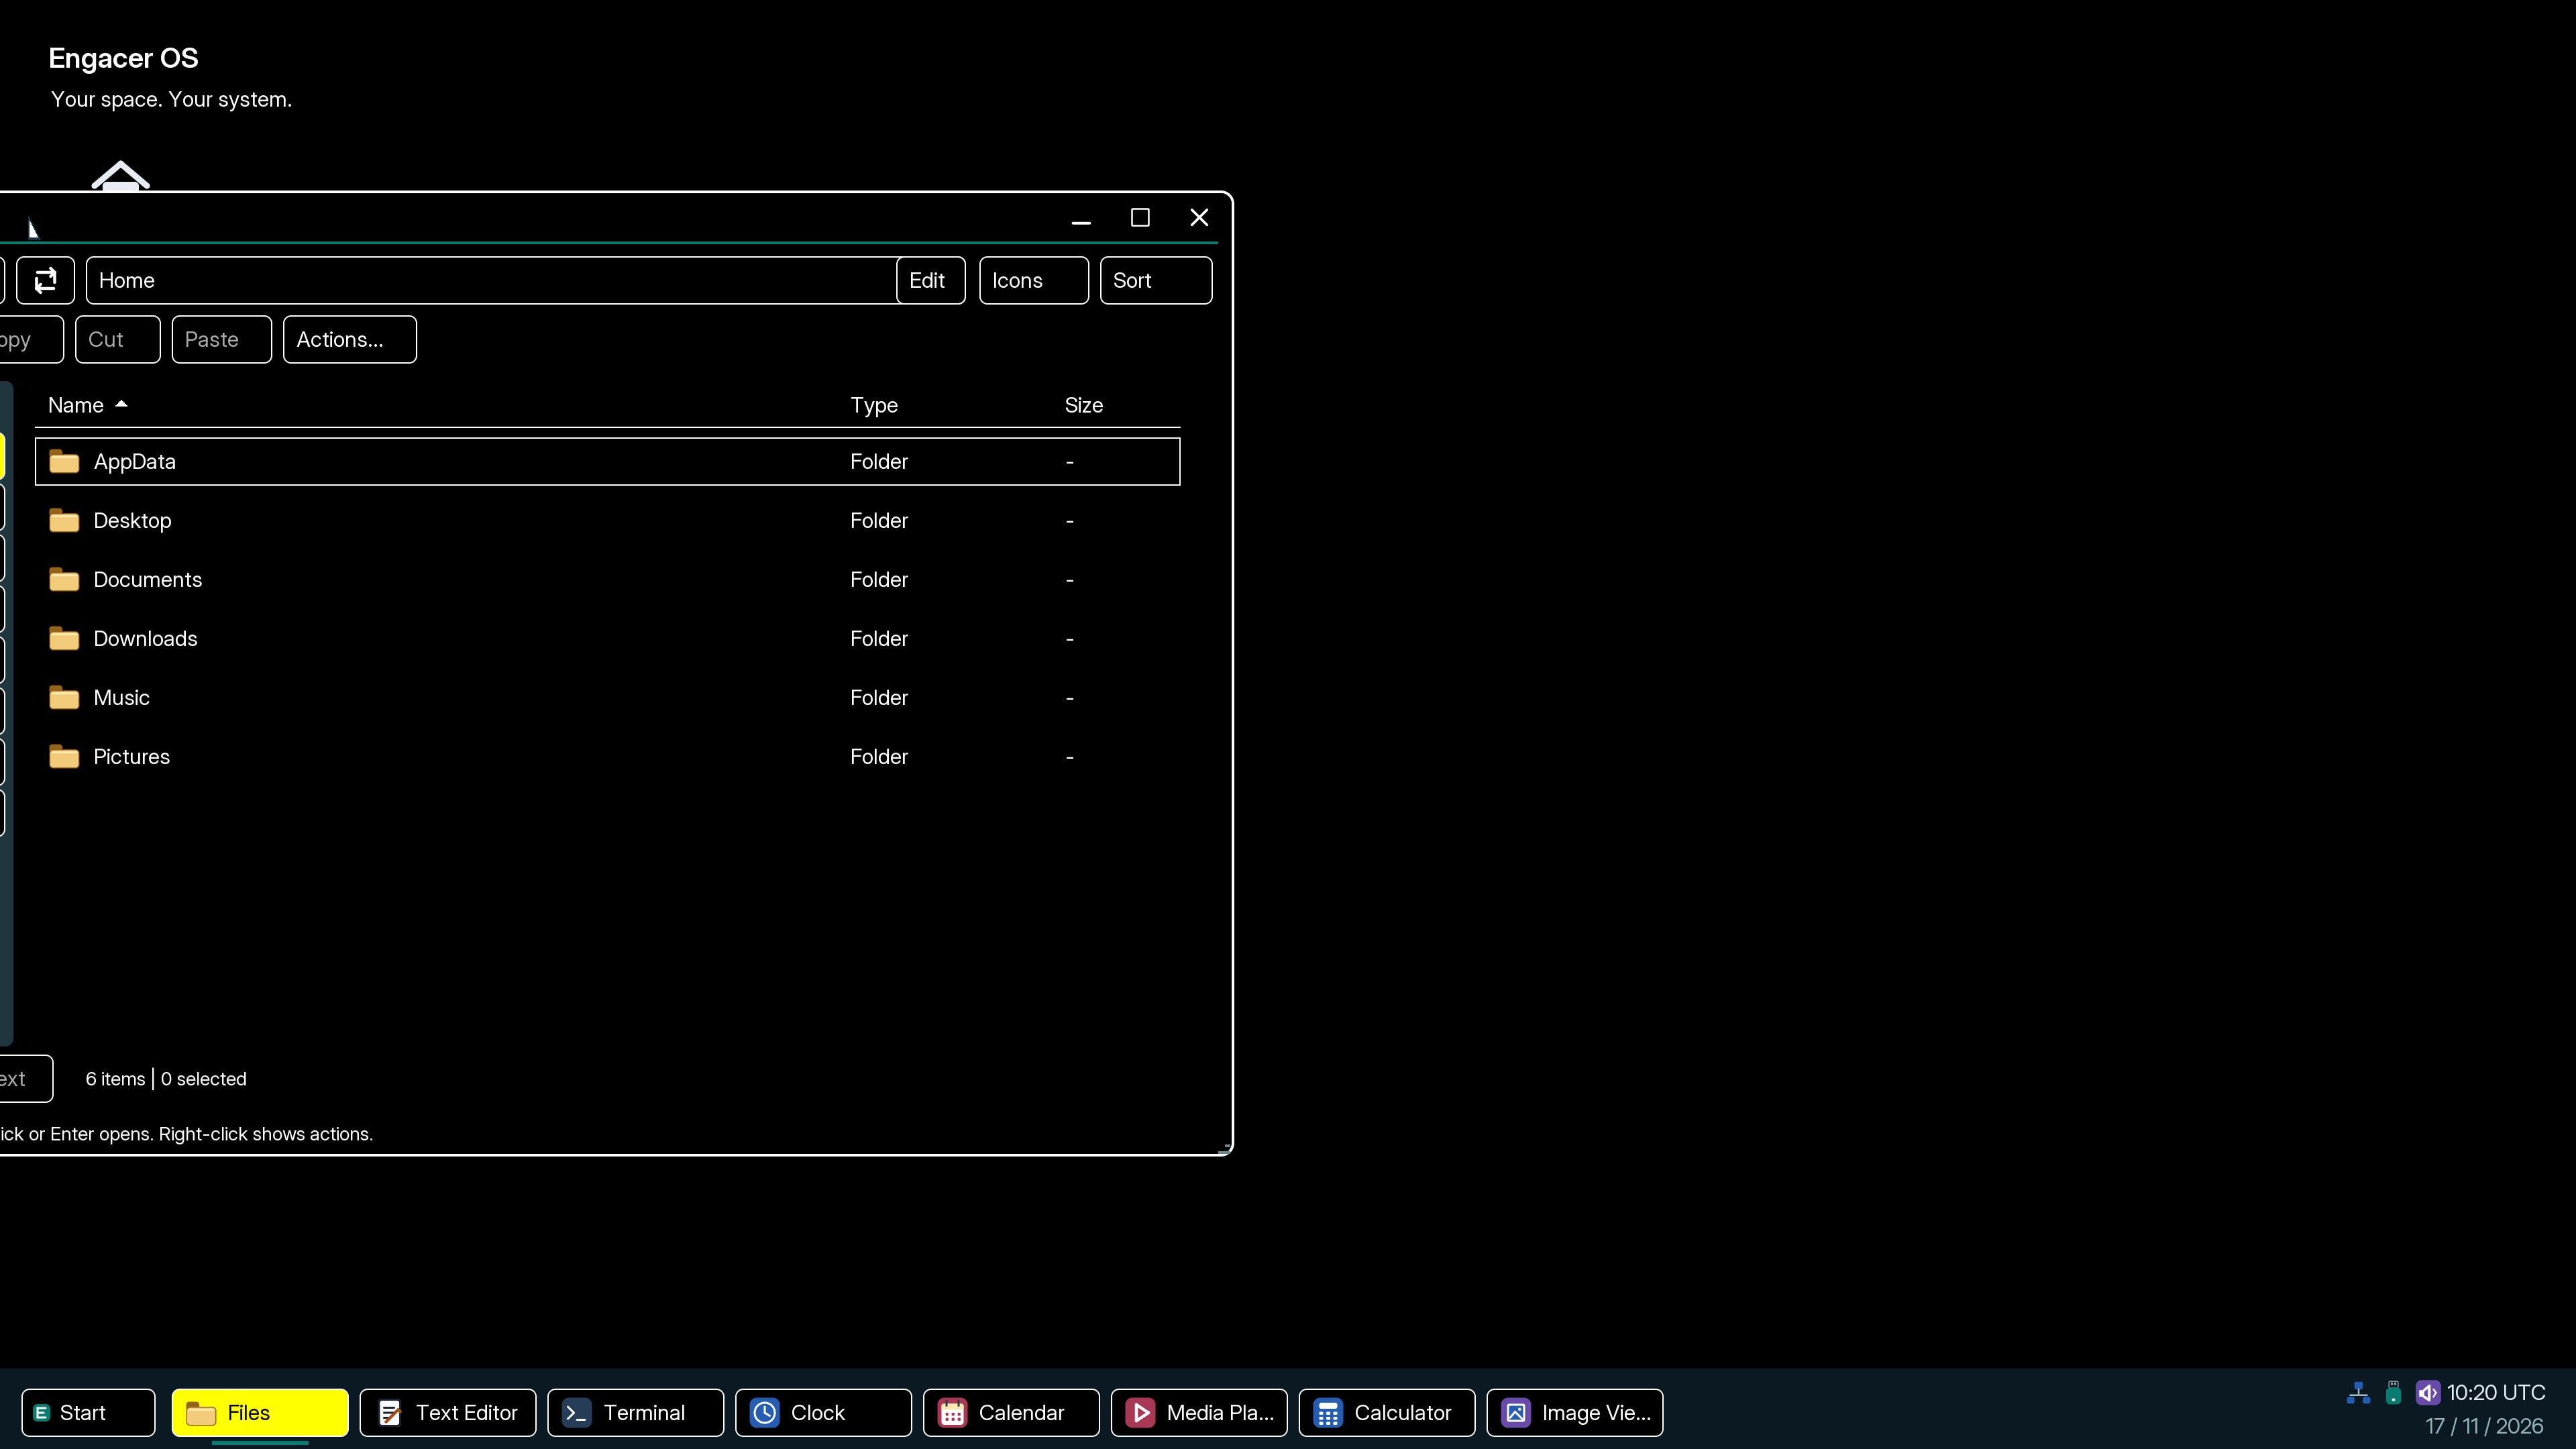 Engacer OS
Your space. Your system.
Home Edit Icons Sort
opy Cut Paste Actions...
Name Type Size
AppData Folder -
Desktop Folder -
Documents Folder -
Downloads Folder -
Music Folder -
Pictures Folder -
ext 6 items | 0 selected
ick or Enter opens. Right-click shows actions.
E Start Files Text Editor Terminal Clock Calendar Media Pla... Calculator Image Vie... 10:20 UTC
17 / 11 / 2026